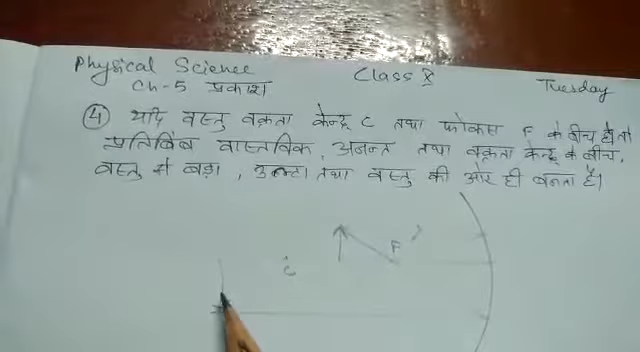 Physical Science Class X Tuesday
Ch-5 प्रकाश
④ यदि वस्तु वक्रता केन्द्र C तथा फोकस F के बीच हो तो
प्रतिबिंब वास्तविक, अनन्त तथा वक्रता केन्द्र के बीच,
वस्तु से बड़ा, उल्टा तथा वस्तु की ओर ही बनता है।
F
C